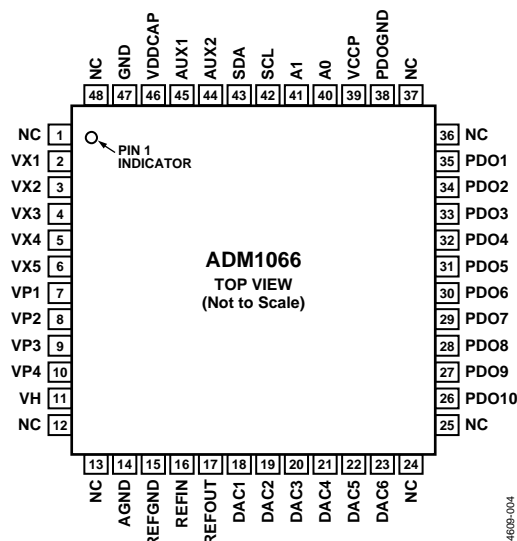 NC
GND
VDDCAP
AUX1
AUX2
SDA
SCL
A1
A0
VCCP
PDOGND
NC
48
47
46
45
44
43
42
41
40
39
38
37
NC 1
VX1 2
VX2 3
VX3 4
VX4 5
VX5 6
VP1 7
VP2 8
VP3 9
VP4 10
VH 11
NC 12
PIN 1
INDICATOR
ADM1066
TOP VIEW
(Not to Scale)
36 NC
35 PDO1
34 PDO2
33 PDO3
32 PDO4
31 PDO5
30 PDO6
29 PDO7
28 PDO8
27 PDO9
26 PDO10
25 NC
13
14
15
16
17
18
19
20
21
22
23
24
NC
AGND
REFGND
REFIN
REFOUT
DAC1
DAC2
DAC3
DAC4
DAC5
DAC6
NC
4609-004